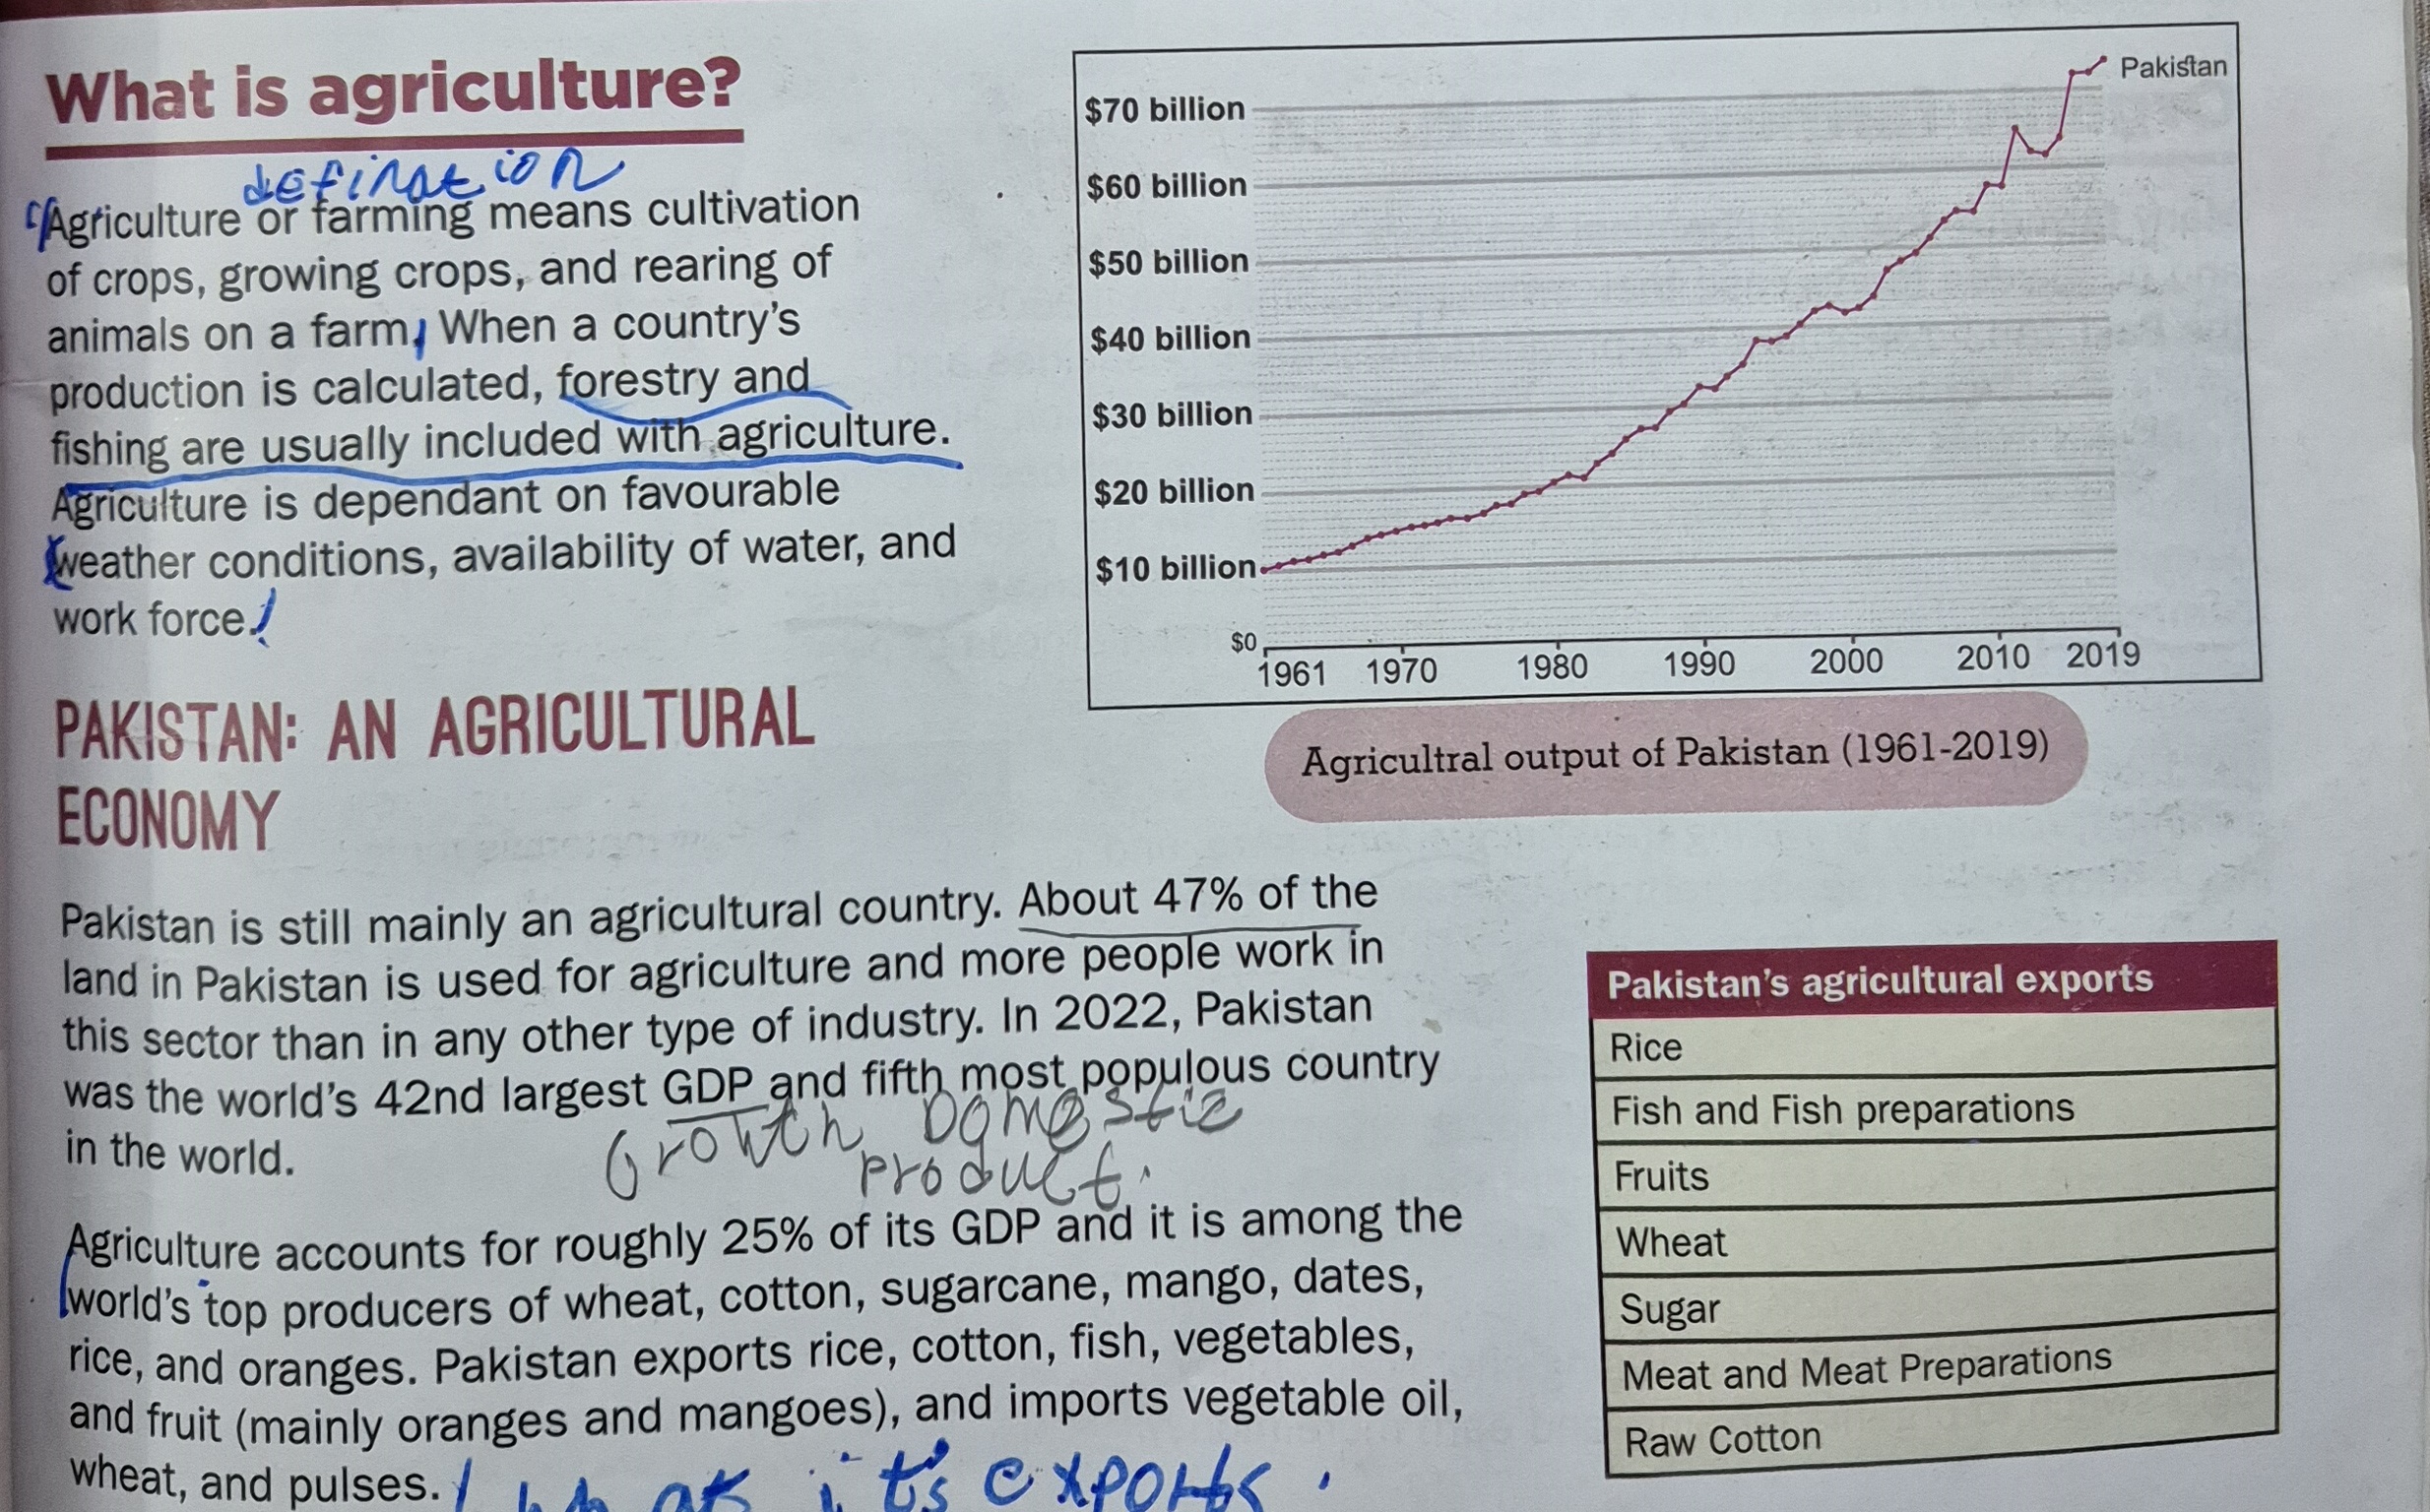 What is agriculture?
defination
Agriculture or farming means cultivation
of crops, growing crops, and rearing of
animals on a farm. When a country's
production is calculated, forestry and
fishing are usually included with agriculture.
Agriculture is dependant on favourable
weather conditions, availability of water, and
work force.
Pakistan
$70 billion
$60 billion
$50 billion
$40 billion
$30 billion
$20 billion
$10 billion
$0
1961 1970 1980 1990 2000 2010 2019
Agricultral output of Pakistan (1961-2019)
PAKISTAN: AN AGRICULTURAL
ECONOMY
Pakistan is still mainly an agricultural country. About 47% of the
land in Pakistan is used for agriculture and more people work in
this sector than in any other type of industry. In 2022, Pakistan
was the world's 42nd largest GDP and fifth most populous country
Growth Domestic
in the world.
product.
Agriculture accounts for roughly 25% of its GDP and it is among the
world's top producers of wheat, cotton, sugarcane, mango, dates,
rice, and oranges. Pakistan exports rice, cotton, fish, vegetables,
and fruit (mainly oranges and mangoes), and imports vegetable oil,
wheat, and pulses.
it's exports.
Pakistan's agricultural exports
Rice
Fish and Fish preparations
Fruits
Wheat
Sugar
Meat and Meat Preparations
Raw Cotton